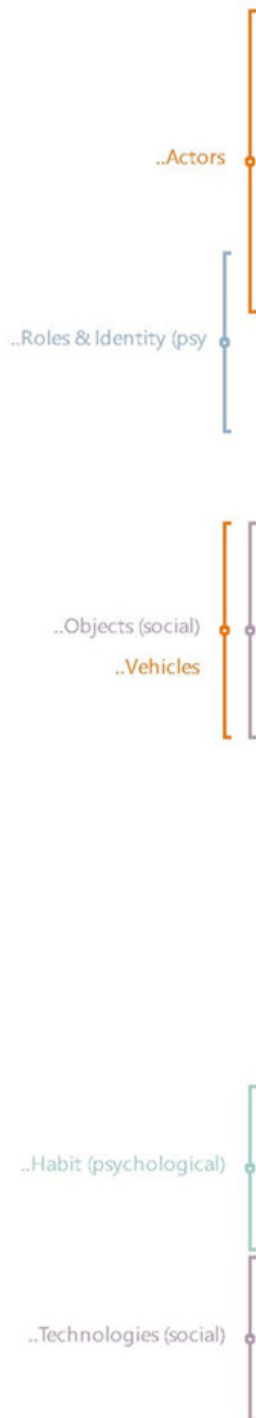 ..Actors
..Roles & Identity (psy
..Objects (social)
..Vehicles
..Habit (psychological)
..Technologies (social)